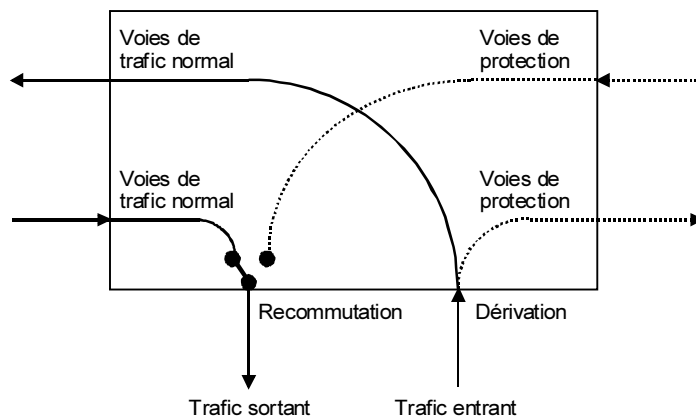 Voies de
trafic normal
Voies de
protection
Voies de
trafic normal
Voies de
protection
Recommutation
Dérivation
Trafic sortant
Trafic entrant